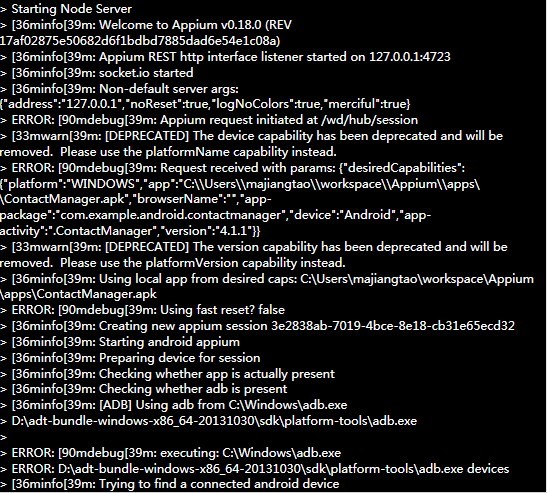 > Starting Node Server
> [36minfo[39m: Welcome to Appium v0.18.0 (REV
17af02875e50682d6f1bdbd7885dad6e54e1c08a)
> [36minfo[39m: Appium REST http interface listener started on 127.0.0.1:4723
> [36minfo[39m: socket.io started
> [36minfo[39m: Non-default server args:
{"address":"127.0.0.1","noReset":true,"logNoColors":true,"merciful":true}
> ERROR: [90mdebug[39m: Appium request initiated at /wd/hub/session
> [33mwarn[39m: [DEPRECATED] The device capability has been deprecated and will be
removed.  Please use the platformName capability instead.
> ERROR: [90mdebug[39m: Request received with params: {"desiredCapabilities":
{"platform":"WINDOWS","app":"C:\\Users\\majiangtao\\workspace\\Appium\\apps\
\ContactManager.apk","browserName":"","app-
package":"com.example.android.contactmanager","device":"Android","app-
activity":".ContactManager","version":"4.1.1"}}
> [33mwarn[39m: [DEPRECATED] The version capability has been deprecated and will be
removed.  Please use the platformVersion capability instead.
> [36minfo[39m: Using local app from desired caps: C:\Users\majiangtao\workspace\Appium
\apps\ContactManager.apk
> ERROR: [90mdebug[39m: Using fast reset? false
> [36minfo[39m: Creating new appium session 3e2838ab-7019-4bce-8e18-cb31e65ecd32
> [36minfo[39m: Starting android appium
> [36minfo[39m: Preparing device for session
> [36minfo[39m: Checking whether app is actually present
> [36minfo[39m: Checking whether adb is present
> [36minfo[39m: [ADB] Using adb from C:\Windows\adb.exe
> D:\adt-bundle-windows-x86_64-20131030\sdk\platform-tools\adb.exe
>
> ERROR: [90mdebug[39m: executing: C:\Windows\adb.exe
> ERROR: D:\adt-bundle-windows-x86_64-20131030\sdk\platform-tools\adb.exe devices
> [36minfo[39m: Trying to find a connected android device